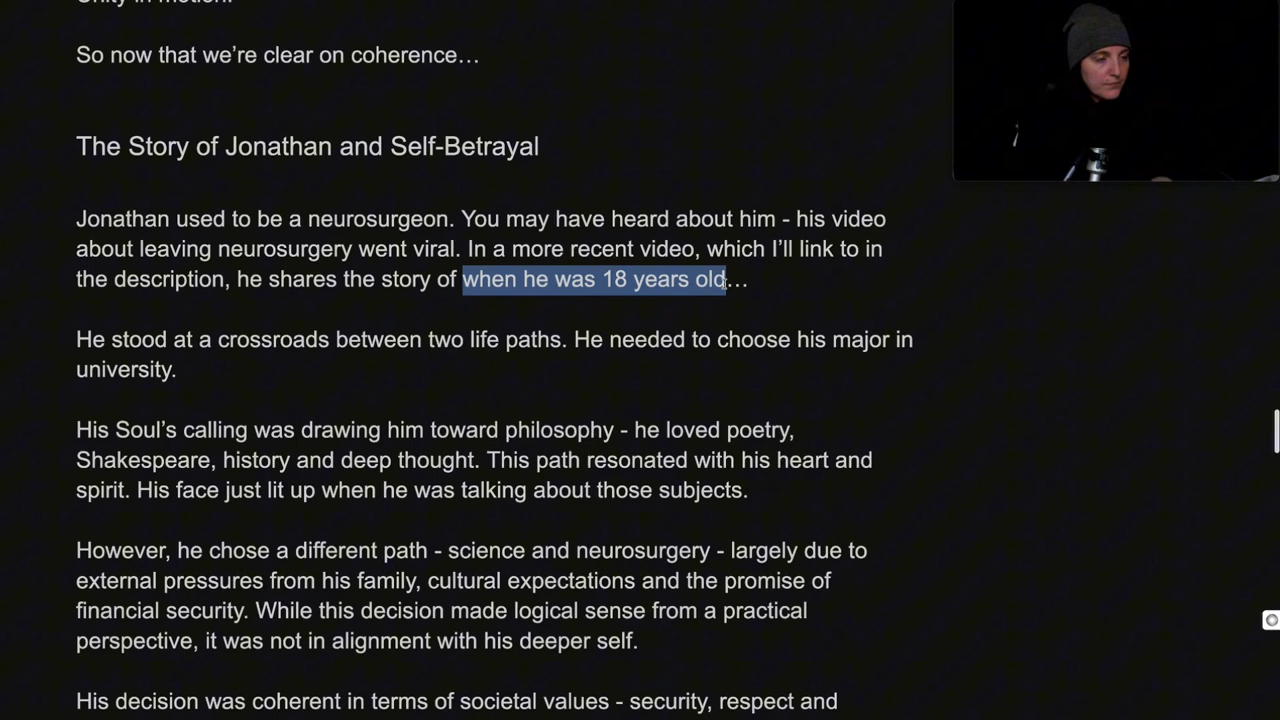 So now that we're clear on coherence…
The Story of Jonathan and Self-Betrayal
Jonathan used to be a neurosurgeon. You may have heard about him - his video
about leaving neurosurgery went viral. In a more recent video, which I'll link to in
the description, he shares the story of when he was 18 years old…
He stood at a crossroads between two life paths. He needed to choose his major in
university.
His Soul's calling was drawing him toward philosophy - he loved poetry,
Shakespeare, history and deep thought. This path resonated with his heart and
spirit. His face just lit up when he was talking about those subjects.
However, he chose a different path - science and neurosurgery - largely due to
external pressures from his family, cultural expectations and the promise of
financial security. While this decision made logical sense from a practical
perspective, it was not in alignment with his deeper self.
His decision was coherent in terms of societal values - security, respect and